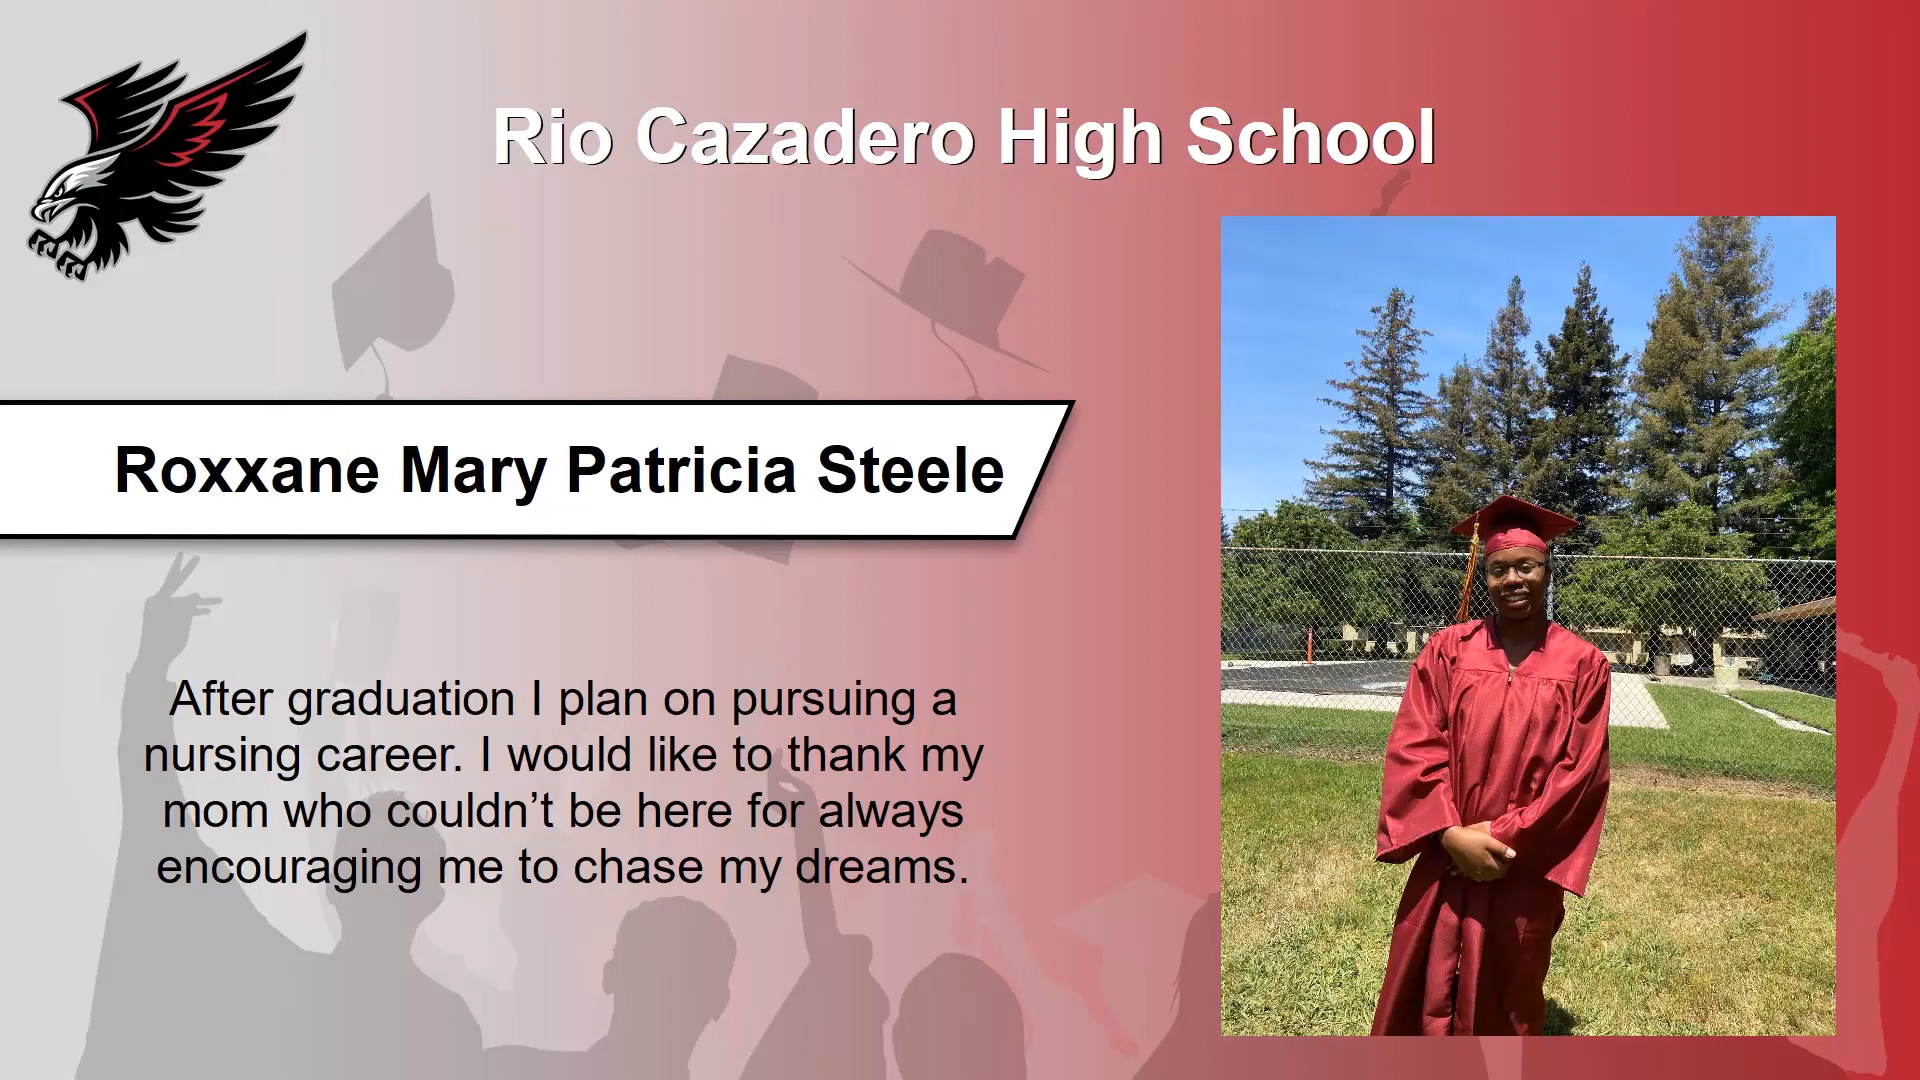 Rio Cazadero High School
Roxxane Mary Patricia Steele
After graduation I plan on pursuing a
nursing career. I would like to thank my
mom who couldn’t be here for always
encouraging me to chase my dreams.